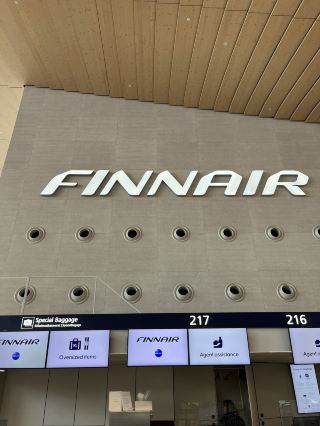 FINNAIR
Special Baggage
217
216
FINNAIR
Oversized items
FINNAIR
Agent assistance